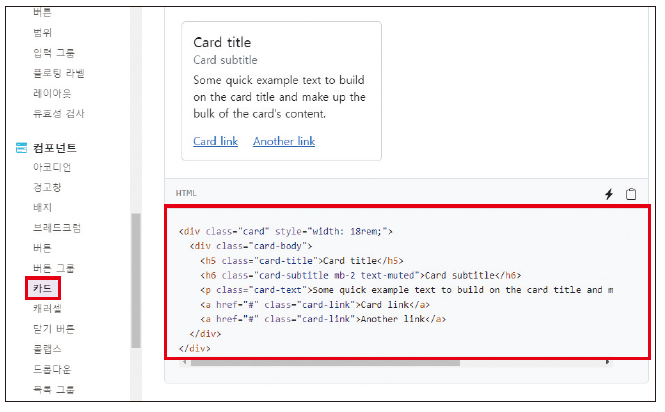 버튼
범위
입력 그룹
플로팅 라벨
레이아웃
유효성 검사
컴포넌트
아코디언
경고창
배지
브레드크럼
버튼
버튼 그룹
카드
캐러셀
닫기 버튼
콜랩스
드롭다운
목록 그룹
Card title
Card subtitle
Some quick example text to build
on the card title and make up the
bulk of the card's content.
Card link Another link
HTML
<div class="card" style="width: 18rem;">
<div class="card-body">
<h5 class="card-title">Card title</h5>
<h6 class="card-subtitle mb-2 text-muted">Card subtitle</h6>
<p class="card-text">Some quick example text to build on the card title and m
<a href="#" class="card-link">Card link</a>
<a href="#" class="card-link">Another link</a>
</div>
</div>